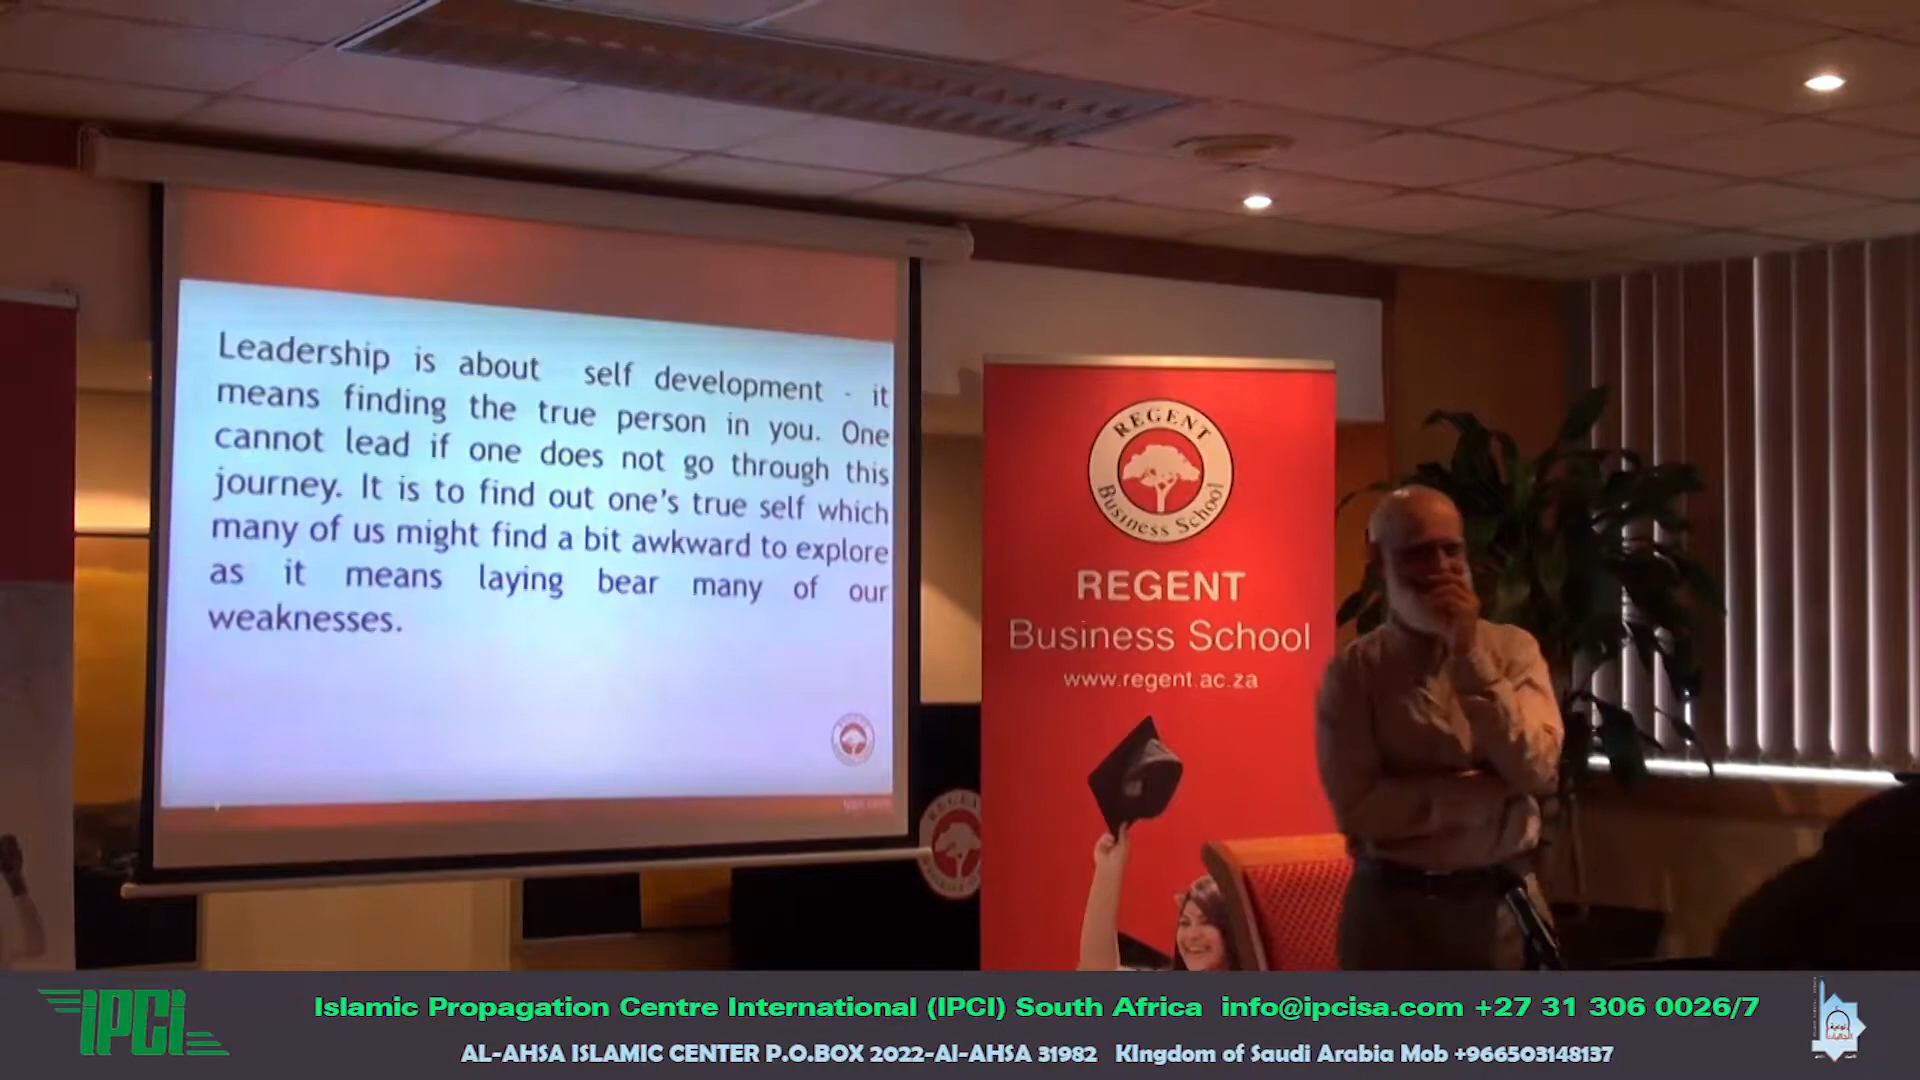 Leadership is about self development - it
means finding the true person in you. One
cannot lead if one does not go through this
journey. It is to find out one's true self which
many of us might find a bit awkward to explore
as it means laying bear many of our
weaknesses.
REGENT
Business School
REGENT
Business School
www.regent.ac.za
IPCI
Islamic Propagation Centre International (IPCI) South Africa info@ipcisa.com +27 31 306 0026/7
AL-AHSA ISLAMIC CENTER P.O.BOX 2022-Al-AHSA 31982 KIngdom of Saudi Arabia Mob +966503148137